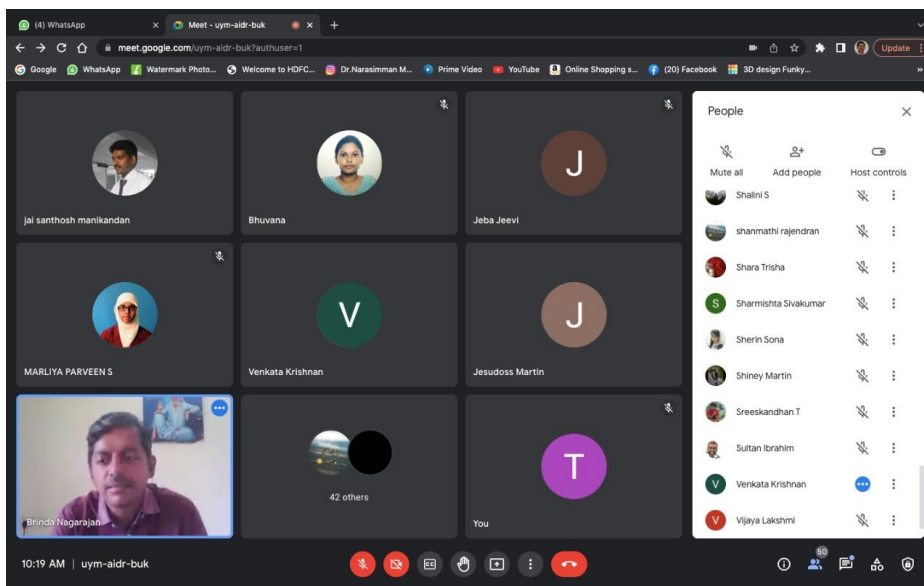 (4) WhatsApp
Meet - uym-aidr-buk
meet.google.com/uym-aidr-buk?authuser=1
Update
Google
WhatsApp
Watermark Photo...
Welcome to HDFC...
Dr.Narasimman M...
Prime Video
YouTube
Online Shopping s...
(20) Facebook
3D design Funky...
jai santhosh manikandan
Bhuvana
J
Jeba Jeevi
MARLIYA PARVEEN S
V
Venkata Krishnan
J
Jesudoss Martin
Brinda Nagarajan
42 others
T
You
People
Mute all
Add people
Host controls
Shalini S
shanmathi rajendran
Shara Trisha
S
Sharmishta Sivakumar
Sherin Sona
Shiney Martin
Sreeskandhan T
Sultan Ibrahim
V
Venkata Krishnan
V
Vijaya Lakshmi
10:19 AM | uym-aidr-buk
50